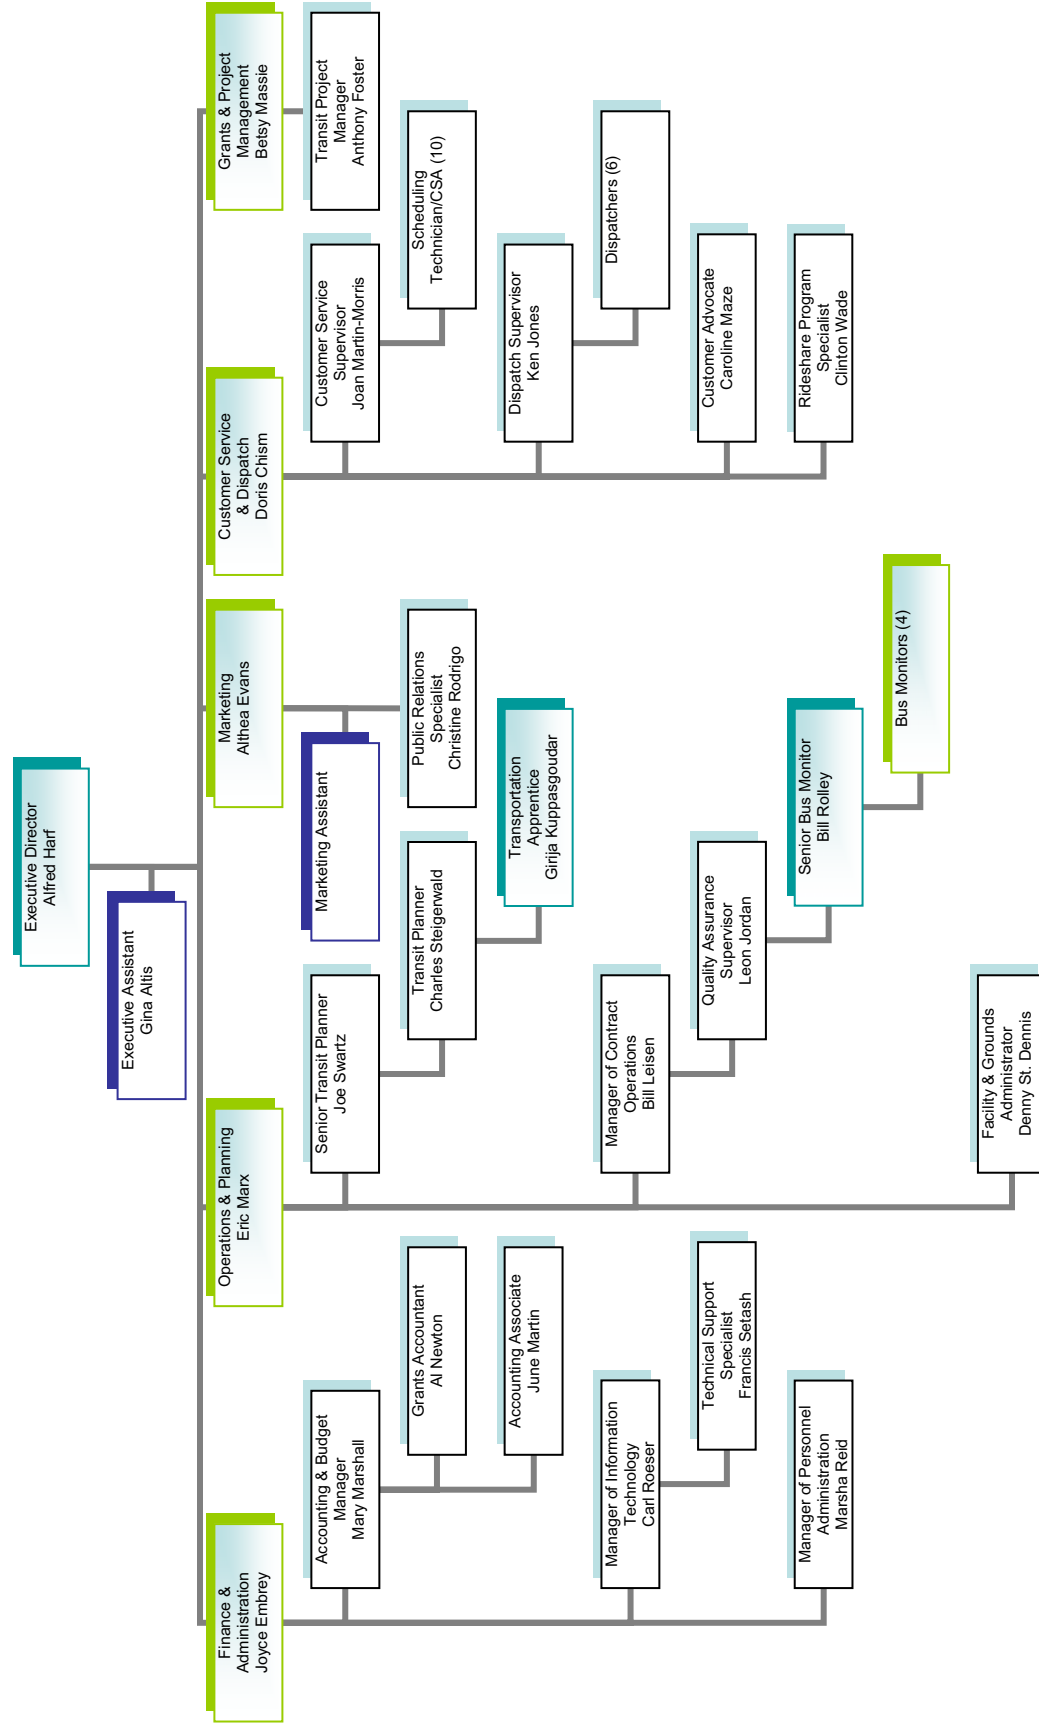 Executive Director
Alfred Harf
Executive Assistant
Gina Altis
Finance &
Administration
Joyce Embrey
Accounting & Budget
Manager
Mary Marshall
Grants Accountant
Al Newton
Accounting Associate
June Martin
Manager of Information
Technology
Carl Roeser
Technical Support
Specialist
Francis Setash
Manager of Personnel
Administration
Marsha Reid
Operations & Planning
Eric Marx
Senior Transit Planner
Joe Swartz
Transit Planner
Charles Steigerwald
Transportation
Apprentice
Girija Kuppasgoudar
Manager of Contract
Operations
Bill Leisen
Quality Assurance
Supervisor
Leon Jordan
Senior Bus Monitor
Bill Rolley
Bus Monitors (4)
Facility & Grounds
Administrator
Denny St. Dennis
Marketing
Althea Evans
Marketing Assistant
Public Relations
Specialist
Christine Rodrigo
Customer Service
& Dispatch
Doris Chism
Customer Service
Supervisor
Joan Martin-Morris
Scheduling
Technician/CSA (10)
Dispatch Supervisor
Ken Jones
Dispatchers (6)
Customer Advocate
Caroline Maze
Rideshare Program
Specialist
Clinton Wade
Grants & Project
Management
Betsy Massie
Transit Project
Manager
Anthony Foster